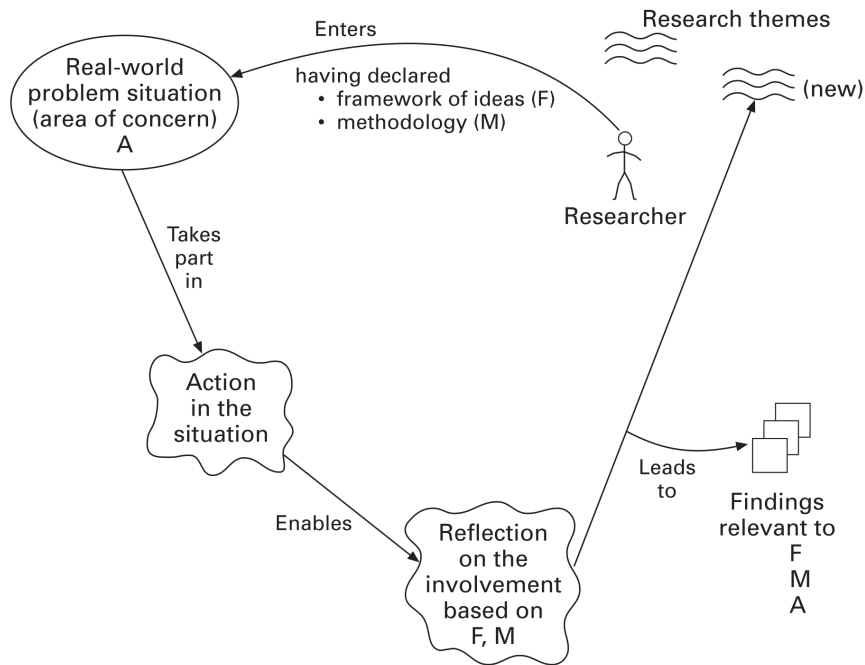 Enters
Research themes
Real-world
problem situation
(area of concern)
A
having declared
• framework of ideas (F)
• methodology (M)
(new)
Researcher
Takes
part
in
Action
in the
situation
Enables
Reflection
on the
involvement
based on
F, M
Leads
to
Findings
relevant to
F
M
A